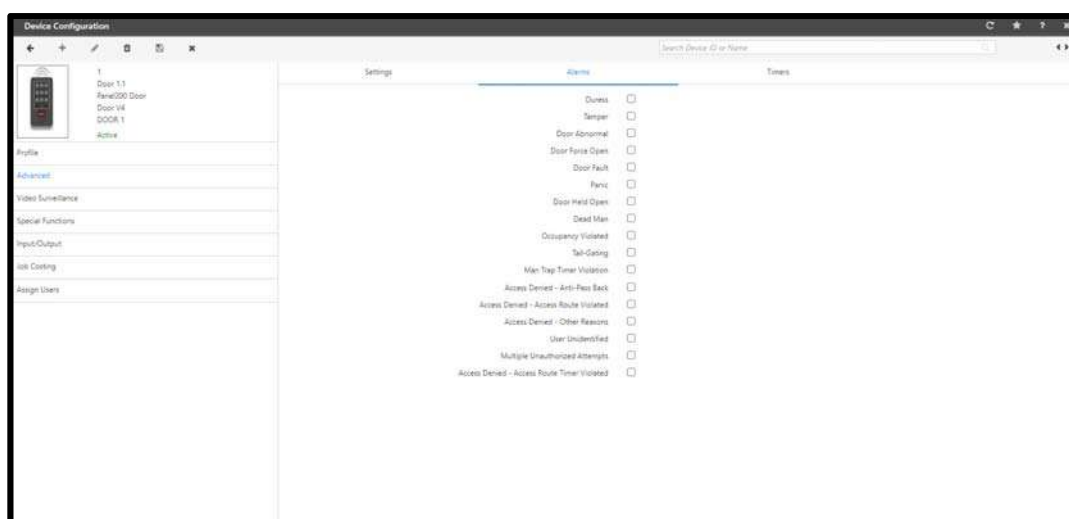 Device Configuration
Search Device ID or Name
1
Door 1:1
Panel200 Door
Door V4
DOOR 1
Active
Profile
Advanced
Video Surveillance
Special Functions
Input/Output
Job Costing
Assign Users
Settings
Alarms
Timers
Duress
Temper
Door Abnormal
Door Force Open
Door Fault
Panic
Door Held Open
Dead Man
Occupancy Violated
Tail-Gating
Man Trap Timer Violation
Access Denied - Anti-Pass Back
Access Denied - Access Route Violated
Access Denied - Other Reasons
User Unidentified
Multiple Unauthorized Attempts
Access Denied - Access Route Timer Violated